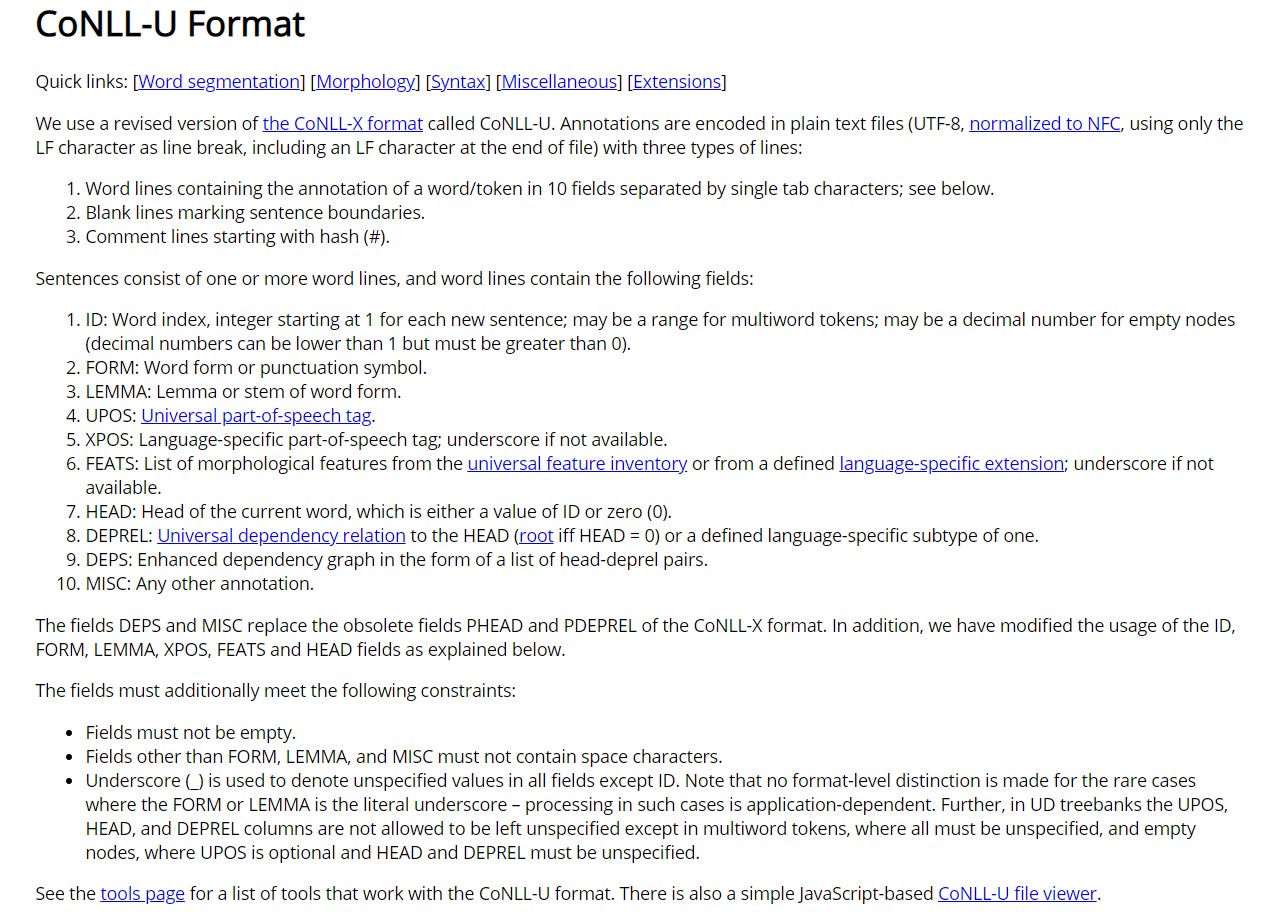 CoNLL-U Format
Quick links: [Word segmentation] [Morphology] [Syntax] [Miscellaneous] [Extensions]
We use a revised version of the CoNLL-X format called CoNLL-U. Annotations are encoded in plain text files (UTF-8, normalized to NFC, using only the
LF character as line break, including an LF character at the end of file) with three types of lines:
1. Word lines containing the annotation of a word/token in 10 fields separated by single tab characters; see below.
2. Blank lines marking sentence boundaries.
3. Comment lines starting with hash (#).
Sentences consist of one or more word lines, and word lines contain the following fields:
1. ID: Word index, integer starting at 1 for each new sentence; may be a range for multiword tokens; may be a decimal number for empty nodes
(decimal numbers can be lower than 1 but must be greater than 0).
2. FORM: Word form or punctuation symbol.
3. LEMMA: Lemma or stem of word form.
4. UPOS: Universal part-of-speech tag.
5. XPOS: Language-specific part-of-speech tag; underscore if not available.
6. FEATS: List of morphological features from the universal feature inventory or from a defined language-specific extension; underscore if not
available.
7. HEAD: Head of the current word, which is either a value of ID or zero (0).
8. DEPREL: Universal dependency relation to the HEAD (root iff HEAD = 0) or a defined language-specific subtype of one.
9. DEPS: Enhanced dependency graph in the form of a list of head-deprel pairs.
10. MISC: Any other annotation.
The fields DEPS and MISC replace the obsolete fields PHEAD and PDEPREL of the CoNLL-X format. In addition, we have modified the usage of the ID,
FORM, LEMMA, XPOS, FEATS and HEAD fields as explained below.
The fields must additionally meet the following constraints:
• Fields must not be empty.
• Fields other than FORM, LEMMA, and MISC must not contain space characters.
• Underscore (_) is used to denote unspecified values in all fields except ID. Note that no format-level distinction is made for the rare cases
where the FORM or LEMMA is the literal underscore – processing in such cases is application-dependent. Further, in UD treebanks the UPOS,
HEAD, and DEPREL columns are not allowed to be left unspecified except in multiword tokens, where all must be unspecified, and empty
nodes, where UPOS is optional and HEAD and DEPREL must be unspecified.
See the tools page for a list of tools that work with the CoNLL-U format. There is also a simple JavaScript-based CoNLL-U file viewer.